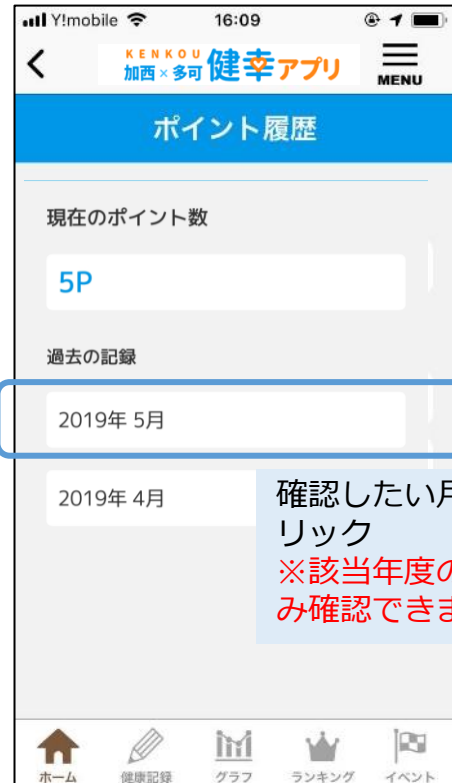 Y!mobile 16:09
KENKOU
加西×多可 健幸アプリ
MENU
ポイント履歴
現在のポイント数
5P
過去の記録
2019年 5月
2019年 4月
確認したい月
リック
※該当年度の
み確認できま
ホーム 健康記録 グラフ ランキング イベント